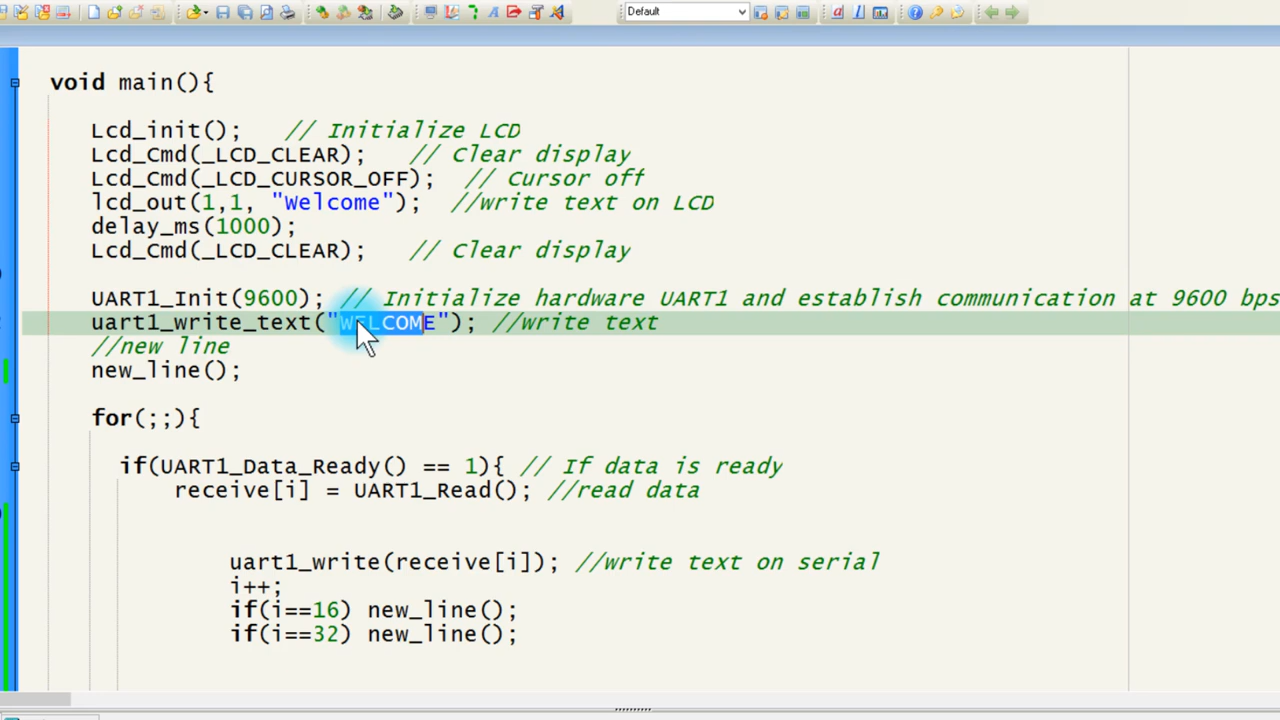 Default
void main(){
Lcd_init(); // Initialize LCD
Lcd_Cmd(_LCD_CLEAR); // Clear display
Lcd_Cmd(_LCD_CURSOR_OFF); // Cursor off
lcd_out(1,1, "Welcome"); //write text on LCD
delay_ms(1000);
Lcd_Cmd(_LCD_CLEAR); // Clear display
UART1_Init(9600); // Initialize hardware UART1 and establish communication at 9600 bps
uart1_write_text("WELCOME"); //write text
//new line
new_line();
for(;;){
if(UART1_Data_Ready() == 1){ // If data is ready
receive[i] = UART1_Read(); //read data
uart1_write(receive[i]); //write text on serial
i++;
if(i==16) new_line();
if(i==32) new_line();